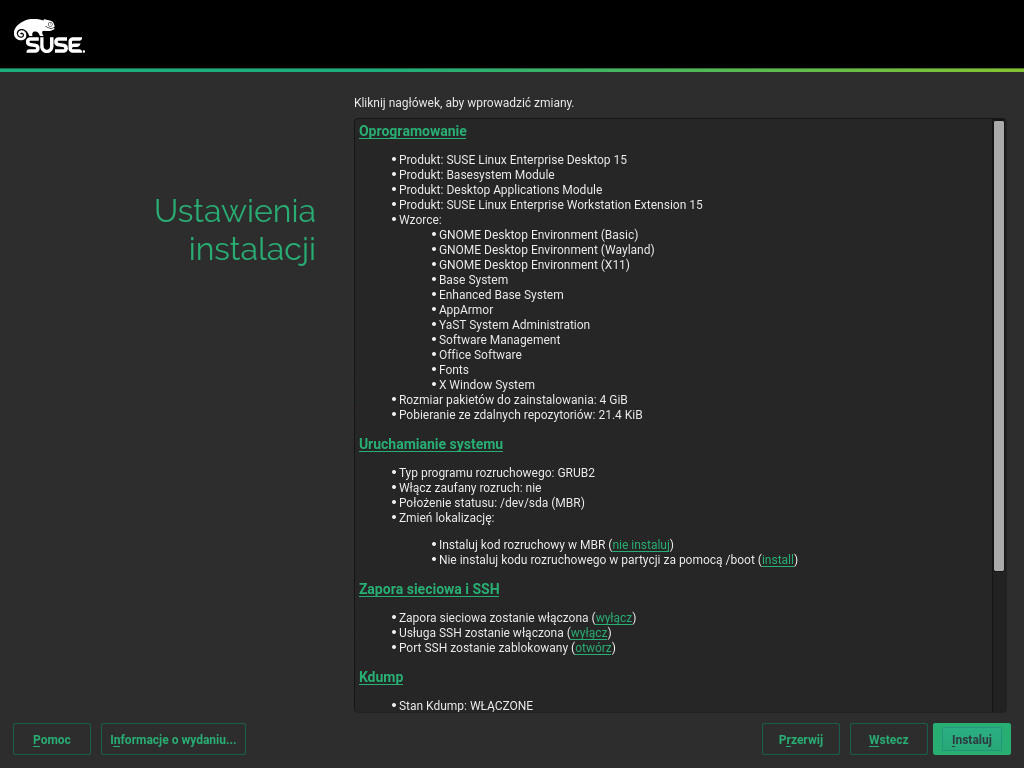 SUSE.
Kliknij nagłówek, aby wprowadzić zmiany.
Ustawienia
instalacji
Oprogramowanie
• Produkt: SUSE Linux Enterprise Desktop 15
• Produkt: Basesystem Module
• Produkt: Desktop Applications Module
• Produkt: SUSE Linux Enterprise Workstation Extension 15
• Wzorce:
• GNOME Desktop Environment (Basic)
• GNOME Desktop Environment (Wayland)
• GNOME Desktop Environment (X11)
• Base System
• Enhanced Base System
• AppArmor
• YaST System Administration
• Software Management
• Office Software
• Fonts
• X Window System
• Rozmiar pakietów do zainstalowania: 4 GiB
• Pobieranie ze zdalnych repozytoriów: 21.4 KiB
Uruchamianie systemu
• Typ programu rozruchowego: GRUB2
• Włącz zaufany rozruch: nie
• Położenie statusu: /dev/sda (MBR)
• Zmień lokalizację:
• Instaluj kod rozruchowy w MBR (nie instaluj)
• Nie instaluj kodu rozruchowego w partycji za pomocą /boot (install)
Zapora sieciowa i SSH
• Zapora sieciowa zostanie włączona (wyłącz)
• Usługa SSH zostanie włączona (wyłącz)
• Port SSH zostanie zablokowany (otwórz)
Kdump
• Stan Kdump: WŁĄCZONE
Pomoc
Informacje o wydaniu...
Przerwij
Wstecz
Instaluj